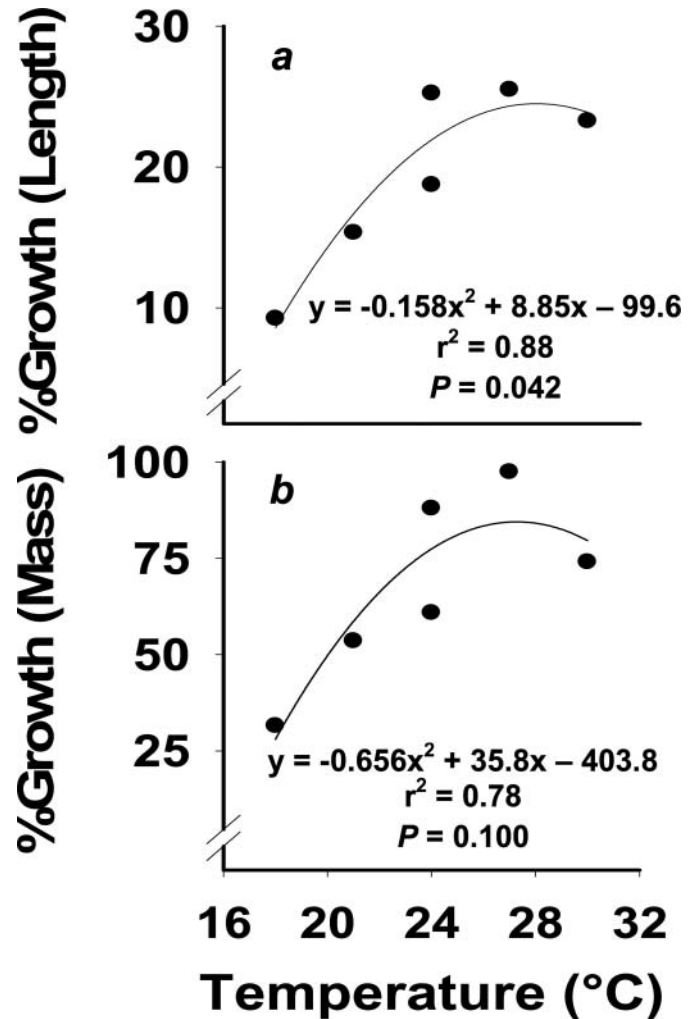 %Growth (Length)
30
20
10
a
y = -0.158x² + 8.85x – 99.6
r² = 0.88
P = 0.042
%Growth (Mass)
100
75
50
25
b
y = -0.656x² + 35.8x – 403.8
r² = 0.78
P = 0.100
16 20 24 28 32
Temperature (°C)